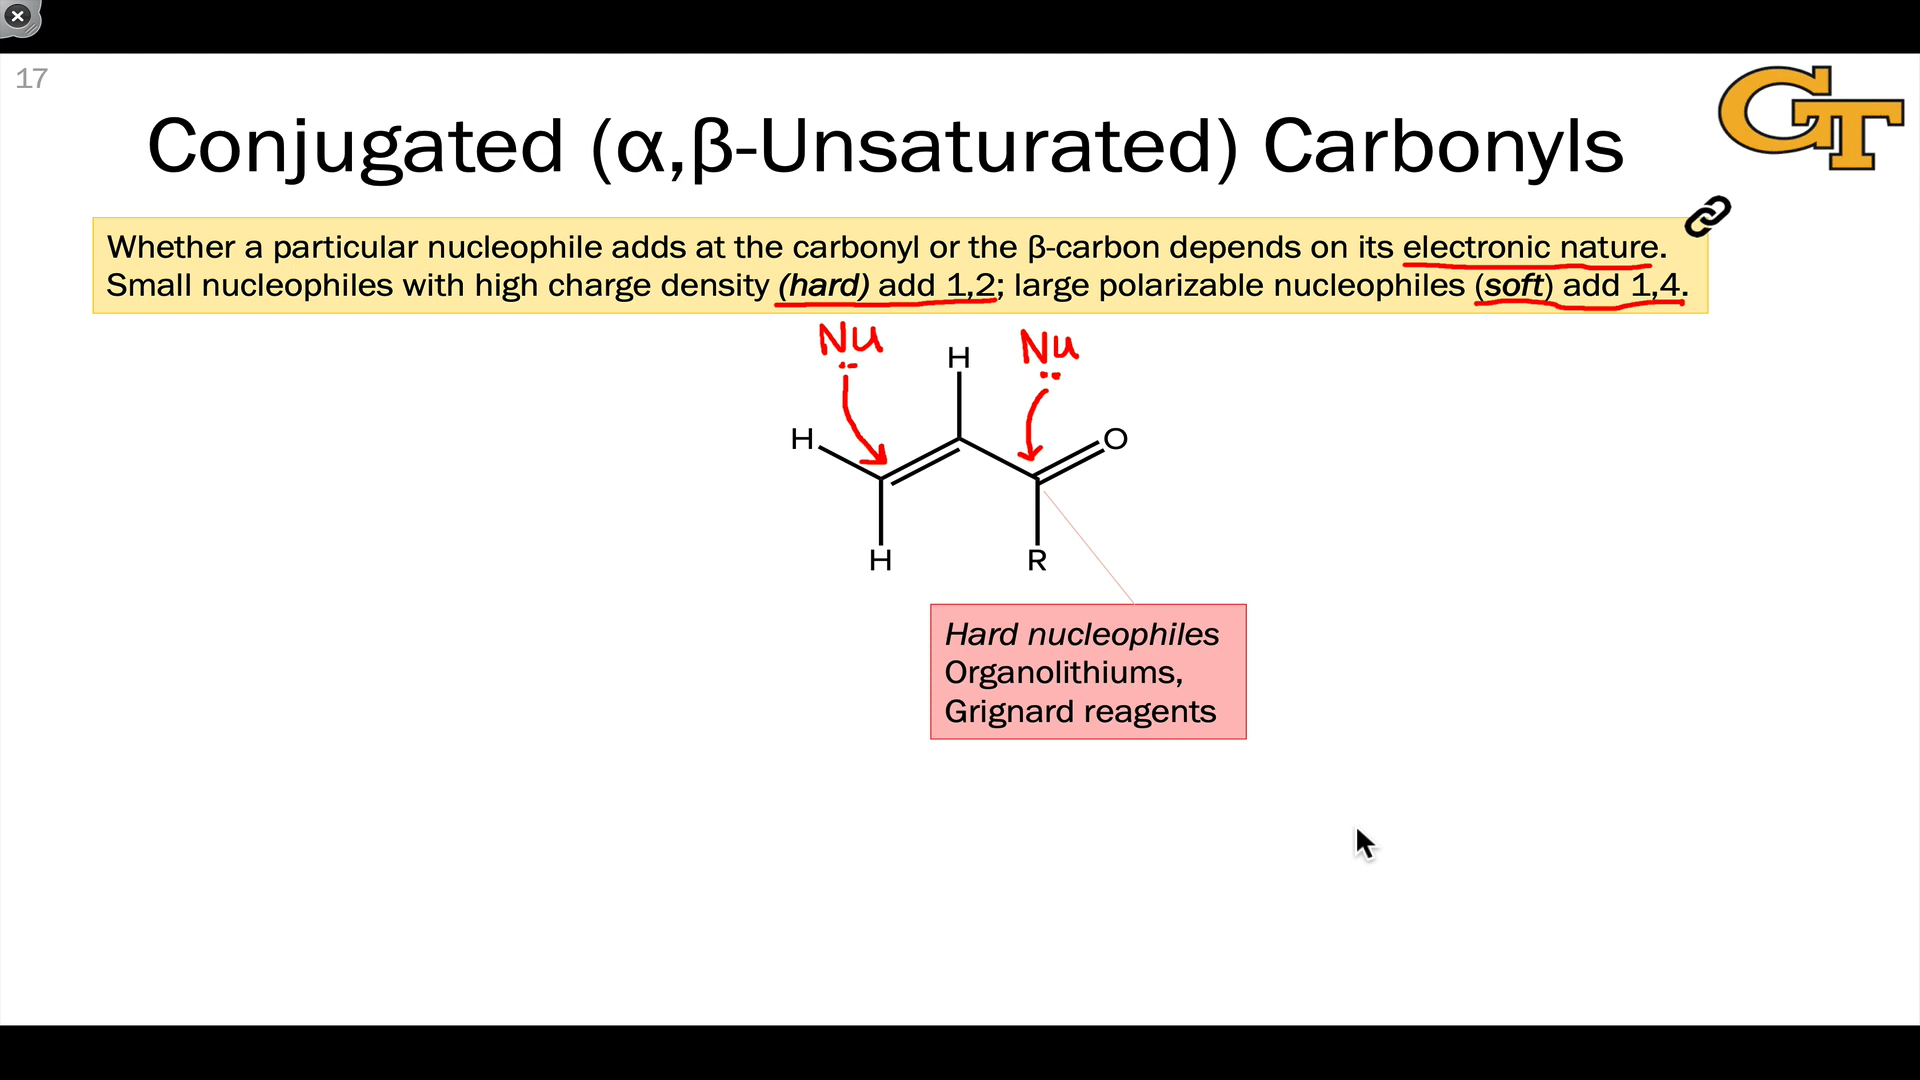 17
GT
Conjugated (α,β-Unsaturated) Carbonyls
Whether a particular nucleophile adds at the carbonyl or the β-carbon depends on its electronic nature.
Small nucleophiles with high charge density (hard) add 1,2; large polarizable nucleophiles (soft) add 1,4.
Nu
Nu
H
H
O
H
R
Hard nucleophiles
Organolithiums,
Grignard reagents